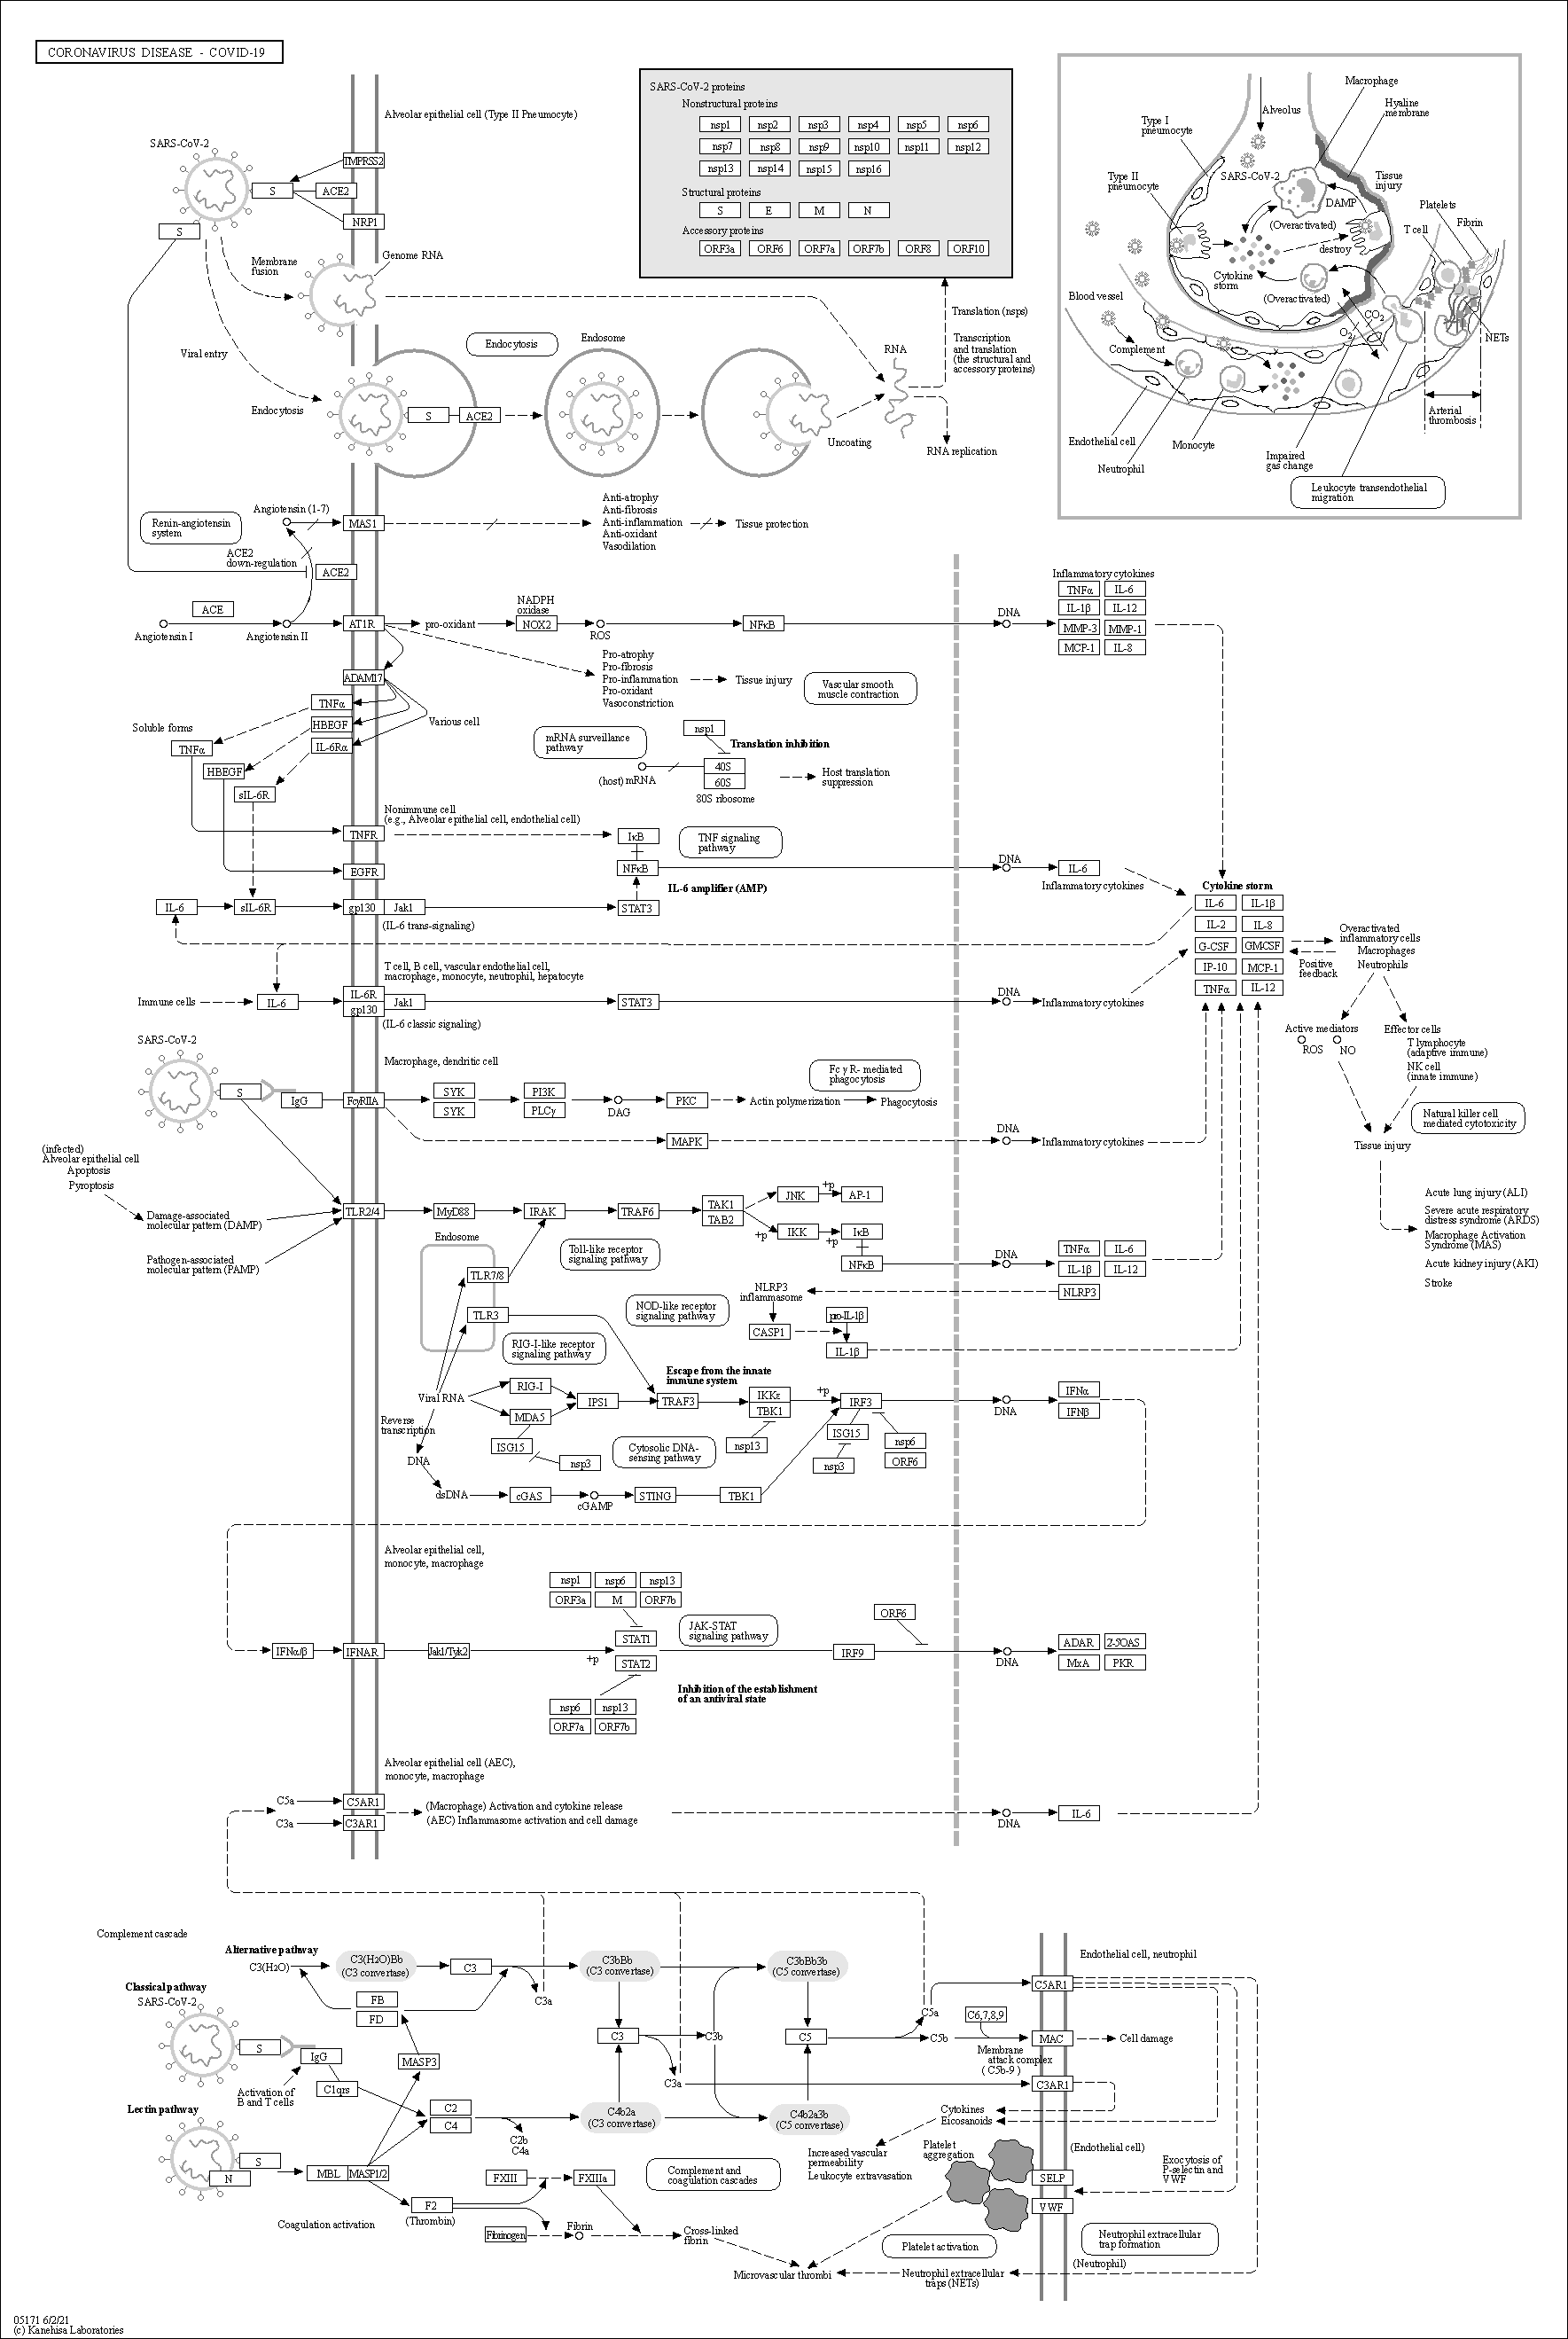 CORONAVIRUS DISEASE - COVID-19
Alveolar epithelial cell (Type II Pneumocyte)
SARS-CoV-2
TMPRSS2
S
ACE2
NRP1
S
Membrane
fusion
Genome RNA
Viral entry
Endocytosis
S
ACE2
Endocytosis
Endosome
Uncoating
RNA
RNA replication
Translation (nsps)
Transcription
and translation
(the structural and
accessory proteins)
SARS-CoV-2 proteins
Nonstructural proteins
nsp1 nsp2 nsp3 nsp4 nsp5 nsp6
nsp7 nsp8 nsp9 nsp10 nsp11 nsp12
nsp13 nsp14 nsp15 nsp16
Structural proteins
S E M N
Accessory proteins
ORF3a ORF6 ORF7a ORF7b ORF8 ORF10
Macrophage
Alveolus
Hyaline
membrane
Type I
pneumocyte
Type II
pneumocyte
SARS-CoV-2
Tissue
injury
DAMP
(Overactivated)
Platelets
Fibrin
T cell
destroy
Cytokine
storm
(Overactivated)
Blood vessel
CO2
O2
NETs
Complement
Arterial
thrombosis
Endothelial cell
Monocyte
Neutrophil
Impaired
gas change
Leukocyte transendothelial
migration
Renin-angiotensin
system
Angiotensin (1-7)
MAS1
Anti-atrophy
Anti-fibrosis
Anti-inflammation
Anti-oxidant
Vasodilation
Tissue protection
ACE2
down-regulation
ACE2
ACE
Angiotensin I
Angiotensin II
AT1R
pro-oxidant
NADPH
oxidase
NOX2
ROS
NFκB
DNA
Inflammatory cytokines
TNFα IL-6
IL-1β IL-12
MMP-3 MMP-1
MCP-1 IL-8
Pro-atrophy
Pro-fibrosis
Pro-inflammation
Pro-oxidant
Vasoconstriction
Tissue injury
Vascular smooth
muscle contraction
ADAM17
TNFα
HBEGF
IL-6Rα
Various cell
Soluble forms
TNFα
HBEGF
sIL-6R
mRNA surveillance
pathway
nsp1
Translation inhibition
(host) mRNA
40S
60S
80S ribosome
Host translation
suppression
Nonimmune cell
(e.g., Alveolar epithelial cell, endothelial cell)
TNFR
IκB
TNF signaling
pathway
EGFR
NFκB
DNA
IL-6
Inflammatory cytokines
IL-6 amplifier (AMP)
IL-6
sIL-6R
gp130
Jak1
STAT3
(IL-6 trans-signaling)
Cytokine storm
IL-6 IL-1β
IL-2 IL-8
G-CSF GMCSF
IP-10 MCP-1
TNFα IL-12
Positive
feedback
Overactivated
inflammatory cells
Macrophages
Neutrophils
T cell, B cell, vascular endothelial cell,
macrophage, monocyte, neutrophil, hepatocyte
Immune cells
IL-6
IL-6R
gp130
Jak1
STAT3
DNA
Inflammatory cytokines
(IL-6 classic signaling)
Active mediators
ROS
NO
Effector cells
T lymphocyte
(adaptive immune)
NK cell
(innate immune)
Natural killer cell
mediated cytotoxicity
Tissue injury
Acute lung injury (ALI)
Severe acute respiratory
distress syndrome (ARDS)
Macrophage Activation
Syndrome (MAS)
Acute kidney injury (AKI)
Stroke
SARS-CoV-2
S
IgG
FcγRIIA
Macrophage, dendritic cell
SYK
SYK
PI3K
PLCγ
DAG
PKC
Actin polymerization
Phagocytosis
Fc γ R- mediated
phagocytosis
MAPK
DNA
Inflammatory cytokines
(infected)
Alveolar epithelial cell
Apoptosis
Pyroptosis
Damage-associated
molecular pattern (DAMP)
Pathogen-associated
molecular pattern (PAMP)
TLR2/4
MyD88
IRAK
TRAF6
TAK1
TAB2
JNK
+p
AP-1
+p
IKK
+p
IκB
NFκB
DNA
TNFα IL-6
IL-1β IL-12
NLRP3
Endosome
TLR7/8
TLR3
Toll-like receptor
signaling pathway
NOD-like receptor
signaling pathway
NLRP3
inflammasome
CASP1
pro-IL-1β
IL-1β
RIG-I-like receptor
signaling pathway
Escape from the innate
immune system
Viral RNA
RIG-I
MDA5
IPS1
TRAF3
IKKε
TBK1
+p
IRF3
DNA
IFNα
IFNβ
Reverse
transcription
ISG15
nsp3
Cytosolic DNA-
sensing pathway
nsp13
ISG15
nsp3
nsp6
ORF6
DNA
dsDNA
cGAS
cGAMP
STING
TBK1
Alveolar epithelial cell,
monocyte, macrophage
nsp1 nsp6 nsp13
ORF3a M ORF7b
IFNα/β
IFNAR
Jak1/Tyk2
+p
STAT1
STAT2
JAK-STAT
signaling pathway
ORF6
IRF9
DNA
ADAR 2-5OAS
MxA PKR
Inhibition of the establishment
of an antiviral state
nsp6 nsp13
ORF7a ORF7b
Alveolar epithelial cell (AEC),
monocyte, macrophage
C5a
C5AR1
C3a
C3AR1
(Macrophage) Activation and cytokine release
(AEC) Inflammasome activation and cell damage
DNA
IL-6
Complement cascade
Alternative pathway
C3(H2O)
C3(H2O)Bb
(C3 convertase)
C3
C3a
C3bBb
(C3 convertase)
C3bBb3b
(C5 convertase)
Endothelial cell, neutrophil
C5AR1
Classical pathway
SARS-CoV-2
S
IgG
FB
FD
MASP3
C1qrs
Activation of
B and T cells
C3
C3b
C3a
C5
C5a
C5b
C6,7,8,9
MAC
Cell damage
Membrane
attack complex
( C5b-9 )
C3AR1
Lectin pathway
S
N
MBL
MASP1/2
C2
C4
C2b
C4a
C4b2a
(C3 convertase)
C4b2a3b
(C5 convertase)
Cytokines
Eicosanoids
Increased vascular
permeability
Leukocyte extravasation
Platelet
aggregation
(Endothelial cell)
SELP
VWF
Exocytosis of
P-selectin and
VWF
FXIII
FXIIIa
Complement and
coagulation cascades
Coagulation activation
F2
(Thrombin)
Fibrinogen
Fibrin
Cross-linked
fibrin
Microvascular thrombi
Platelet activation
Neutrophil extracellular
trap formation
(Neutrophil)
Neutrophil extracellular
traps (NETs)
05171 6/2/21
(c) Kanehisa Laboratories